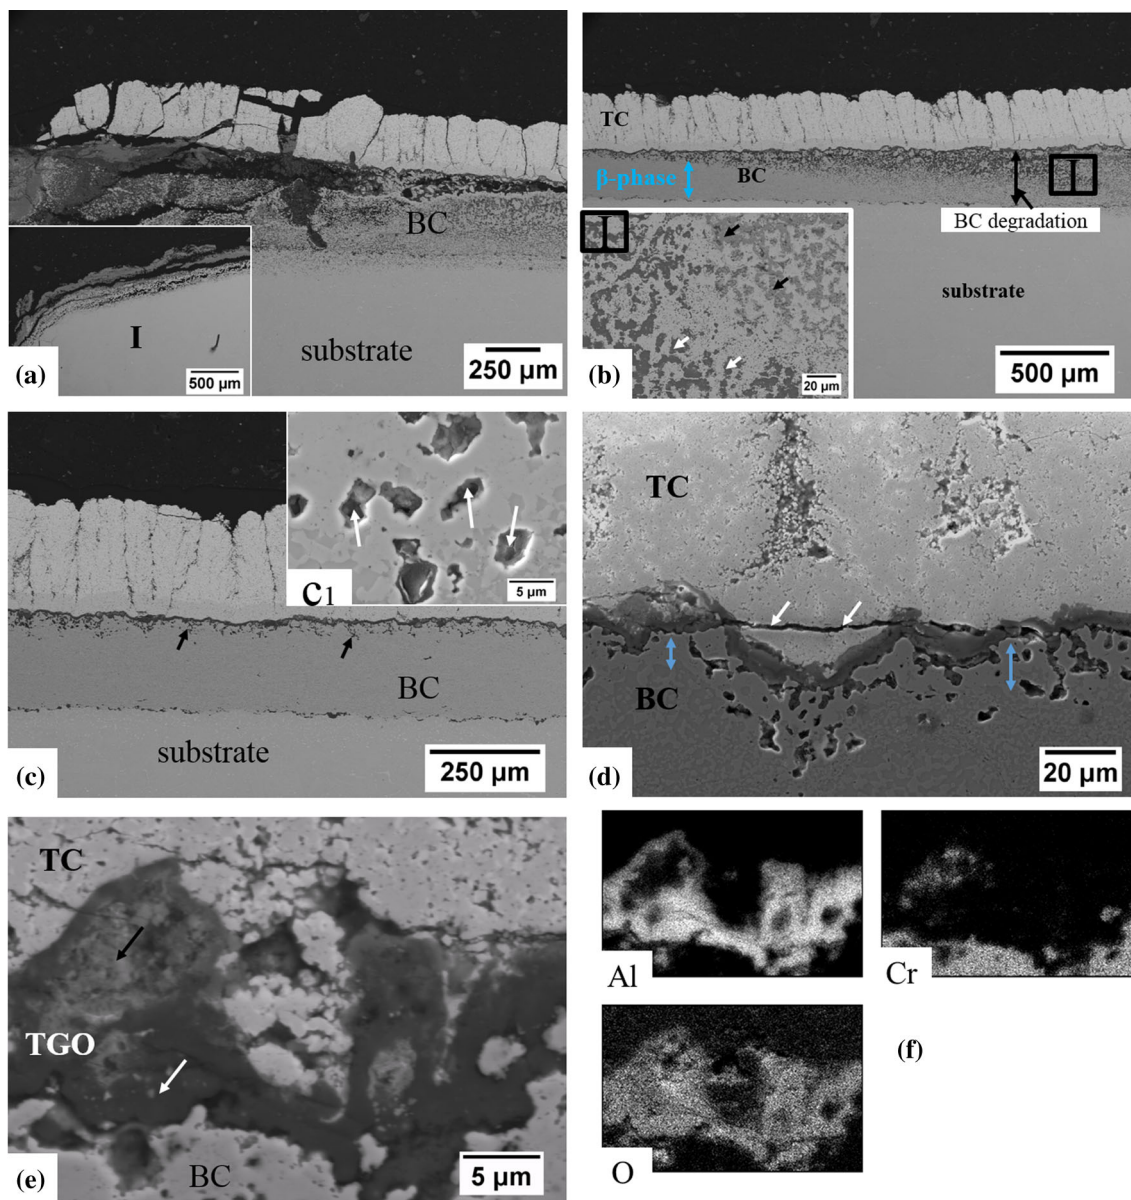 BC
I
substrate
500 µm
250 µm
(a)
TC
β-phase
BC
I
BC degradation
I
substrate
20 µm
500 µm
(b)
C1
5 µm
BC
substrate
250 µm
(c)
TC
BC
20 µm
(d)
TC
TGO
BC
5 µm
(e)
Al
Cr
O
(f)